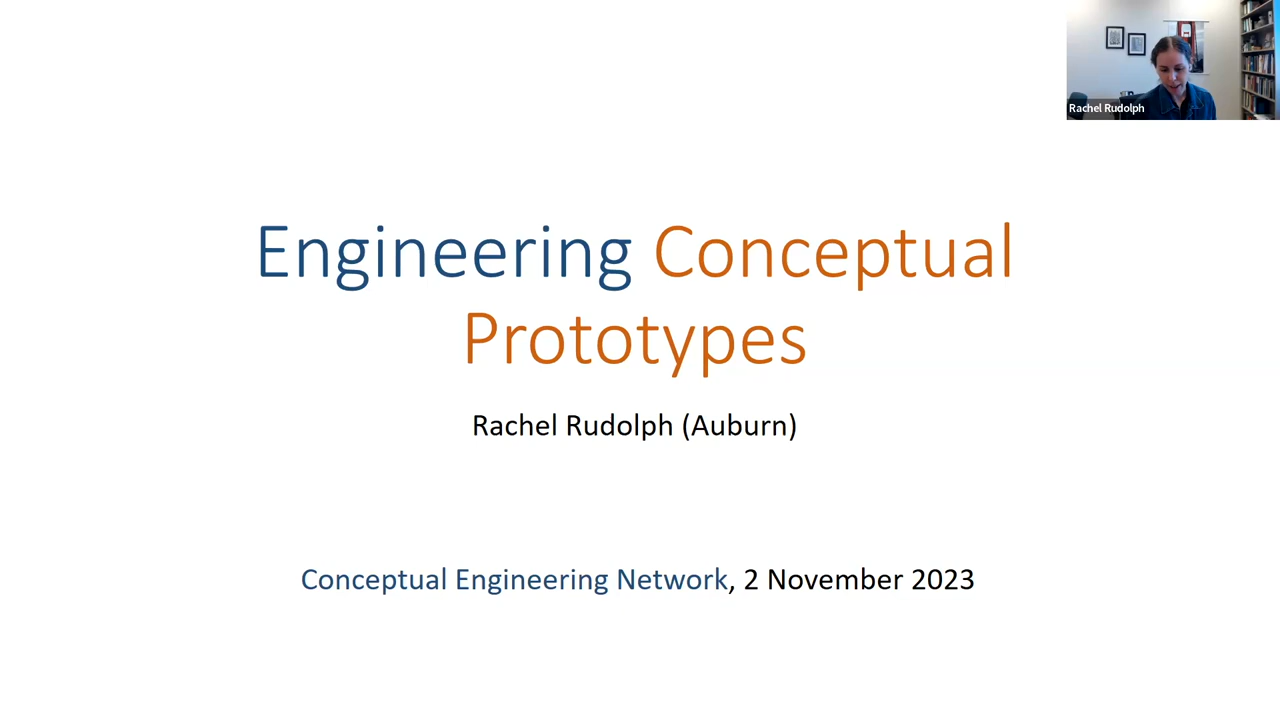 Rachel Rudolph
Engineering Conceptual
Prototypes
Rachel Rudolph (Auburn)
Conceptual Engineering Network, 2 November 2023